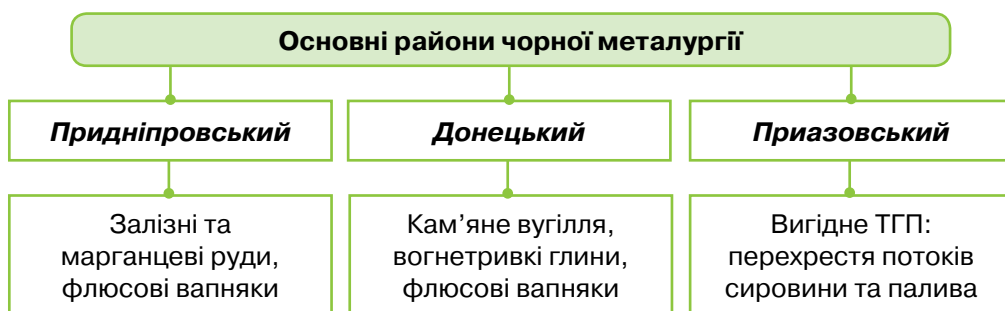 Основні райони чорної металургії
Придніпровський
Донецький
Приазовський
Залізні та
марганцеві руди,
флюсові вапняки
Кам’яне вугілля,
вогнетривкі глини,
флюсові вапняки
Вигідне ТГП:
перехрестя потоків
сировини та палива